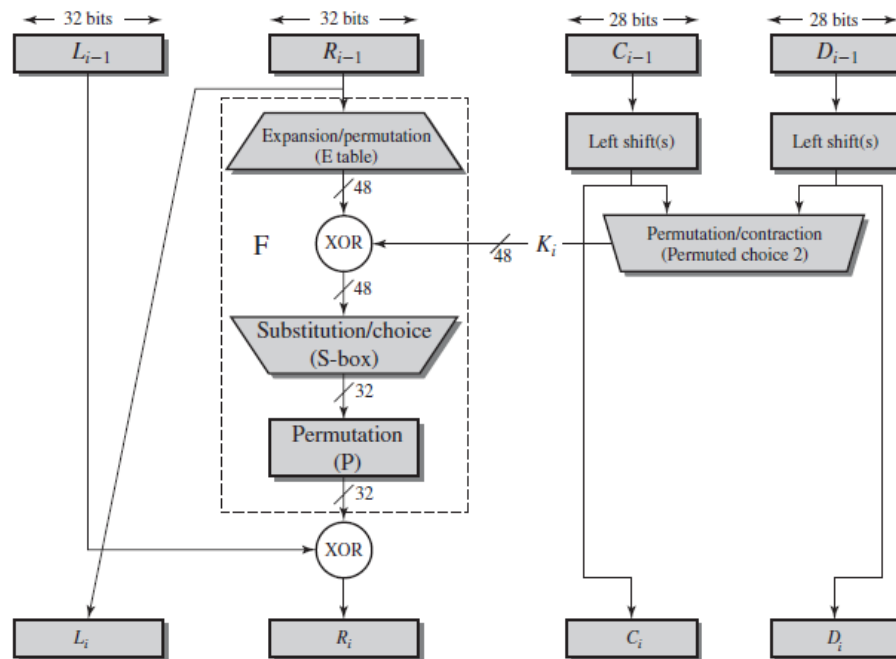 32 bits
32 bits
28 bits
28 bits
L_{i−1}
R_{i−1}
C_{i−1}
D_{i−1}
Expansion/permutation
(E table)
Left shift(s)
Left shift(s)
48
F
XOR
48
K_i
Permutation/contraction
(Permuted choice 2)
48
Substitution/choice
(S-box)
32
Permutation
(P)
32
XOR
L_i
R_i
C_i
D_i